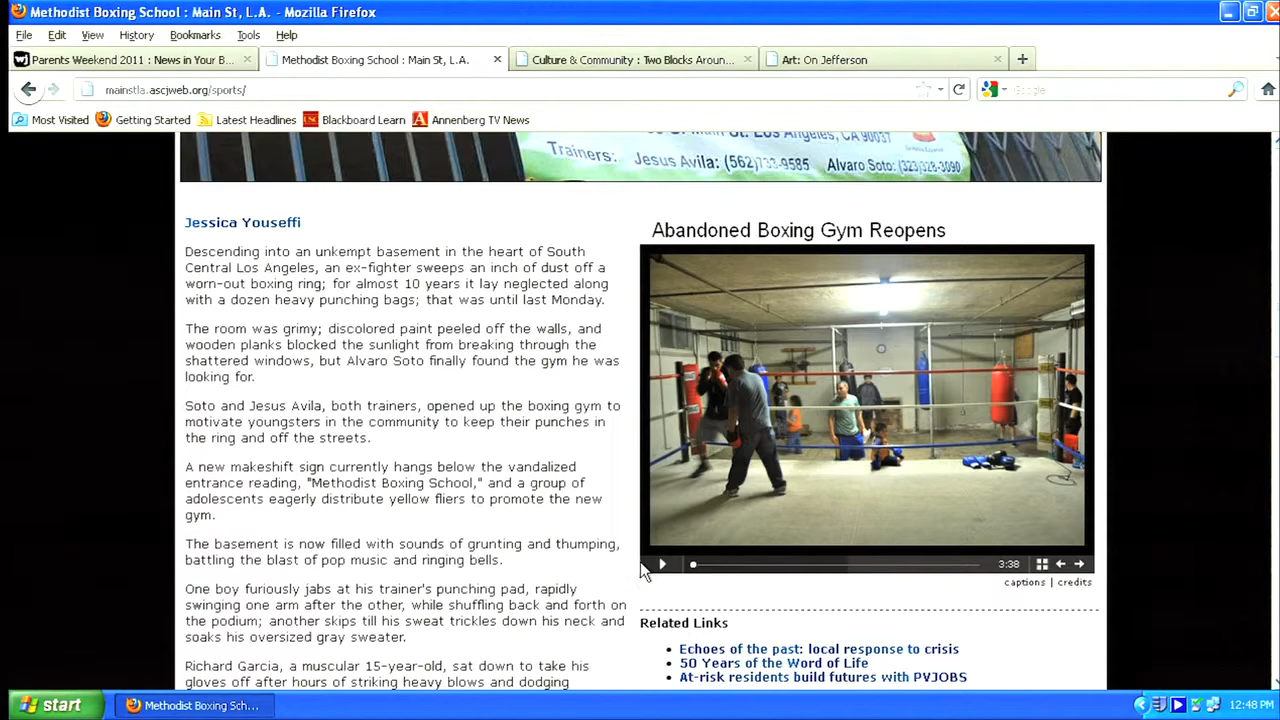 Methodist Boxing School : Main St, L.A. - Mozilla Firefox
File Edit View History Bookmarks Tools Help
Parents Weekend 2011 : News in Your B... Methodist Boxing School : Main St, L.A. Culture & Community : Two Blocks Aroun... Art: On Jefferson
mainstla.ascjweb.org/sports/ Google
Most Visited Getting Started Latest Headlines USC Blackboard Learn Annenberg TV News
Main St. Los Angeles, CA 90037
Trainers: Jesus Avila: (562)733-9585 Alvaro Soto: (323)328-3090
Jessica Youseffi
Descending into an unkempt basement in the heart of South
Central Los Angeles, an ex-fighter sweeps an inch of dust off a
worn-out boxing ring; for almost 10 years it lay neglected along
with a dozen heavy punching bags; that was until last Monday.
The room was grimy; discolored paint peeled off the walls, and
wooden planks blocked the sunlight from breaking through the
shattered windows, but Alvaro Soto finally found the gym he was
looking for.
Soto and Jesus Avila, both trainers, opened up the boxing gym to
motivate youngsters in the community to keep their punches in
the ring and off the streets.
A new makeshift sign currently hangs below the vandalized
entrance reading, "Methodist Boxing School," and a group of
adolescents eagerly distribute yellow fliers to promote the new
gym.
The basement is now filled with sounds of grunting and thumping,
battling the blast of pop music and ringing bells.
One boy furiously jabs at his trainer's punching pad, rapidly
swinging one arm after the other, while shuffling back and forth on
the podium; another skips till his sweat trickles down his neck and
soaks his oversized gray sweater.
Richard Garcia, a muscular 15-year-old, sat down to take his
gloves off after hours of striking heavy blows and dodging
Abandoned Boxing Gym Reopens
3:38
captions | credits
Related Links
Echoes of the past: local response to crisis
50 Years of the Word of Life
At-risk residents build futures with PVJOBS
start Methodist Boxing Sch... 12:48 PM